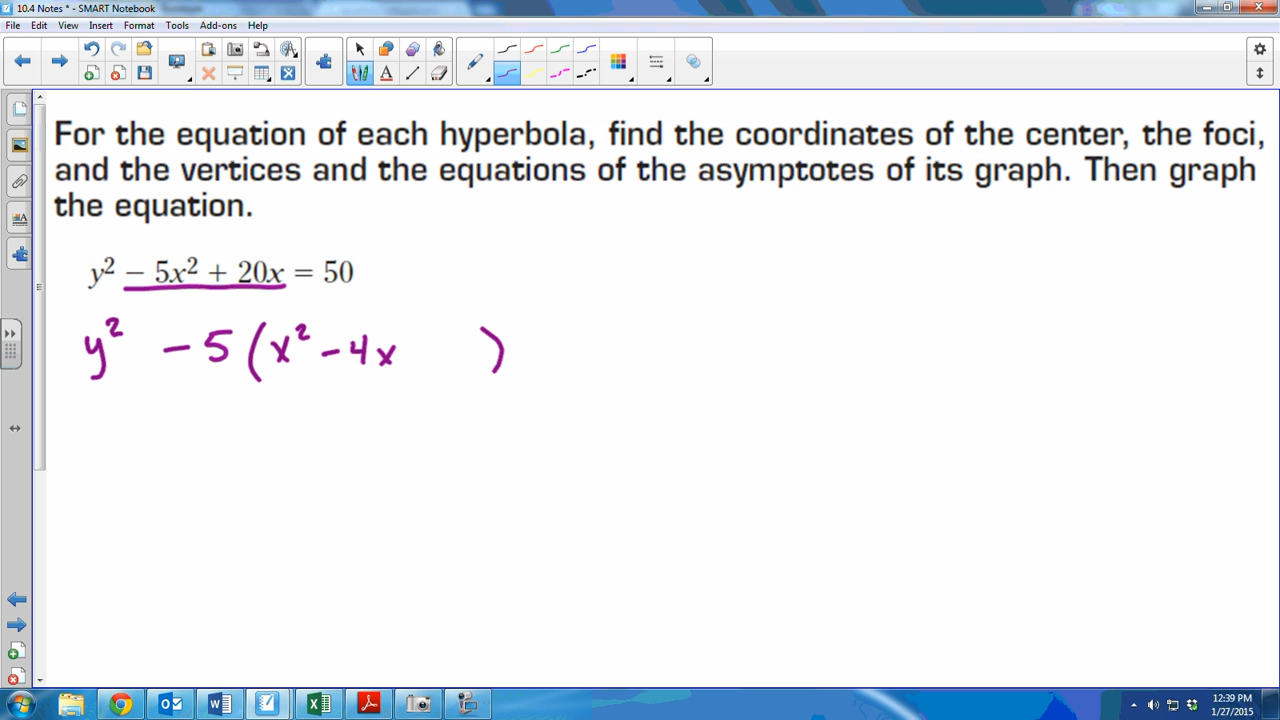 10.4 Notes * - SMART Notebook
File Edit View Insert Format Tools Add-ons Help
For the equation of each hyperbola, find the coordinates of the center, the foci,
and the vertices and the equations of the asymptotes of its graph. Then graph
the equation.
y² − 5x² + 20x = 50
y² − 5 (x² − 4x )
12:39 PM
1/27/2015